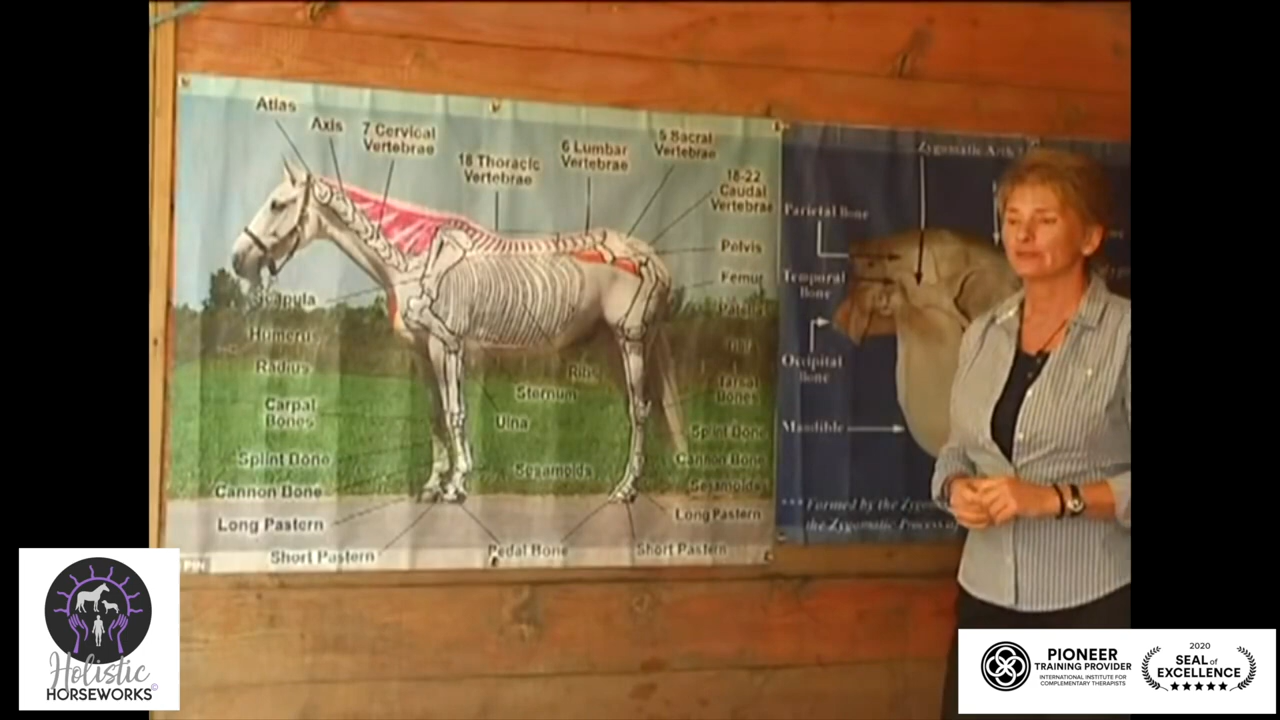 Atlas
Axis
7 Cervical
Vertebrae
18 Thoracic
Vertebrae
6 Lumbar
Vertebrae
5 Sacral
Vertebrae
18-22
Caudal
Vertebrae
Pelvis
Femur
Patella
Tarsal
Bones
Splint Bone
Cannon Bone
Sesamoids
Long Pastern
Short Pastern
Scapula
Humerus
Radius
Carpal
Bones
Splint Bone
Cannon Bone
Long Pastern
Short Pastern
Ribs
Sternum
Ulna
Sesamoids
Pedal Bone
Zygomatic Arch
Parietal Bone
Temporal
Bone
Occipital
Bone
Mandible
*** Formed by the
the Zygomatic Process
Holistic
HORSEWORKS©
PIONEER
TRAINING PROVIDER
INTERNATIONAL INSTITUTE FOR
COMPLEMENTARY THERAPISTS
2020
SEAL of
EXCELLENCE